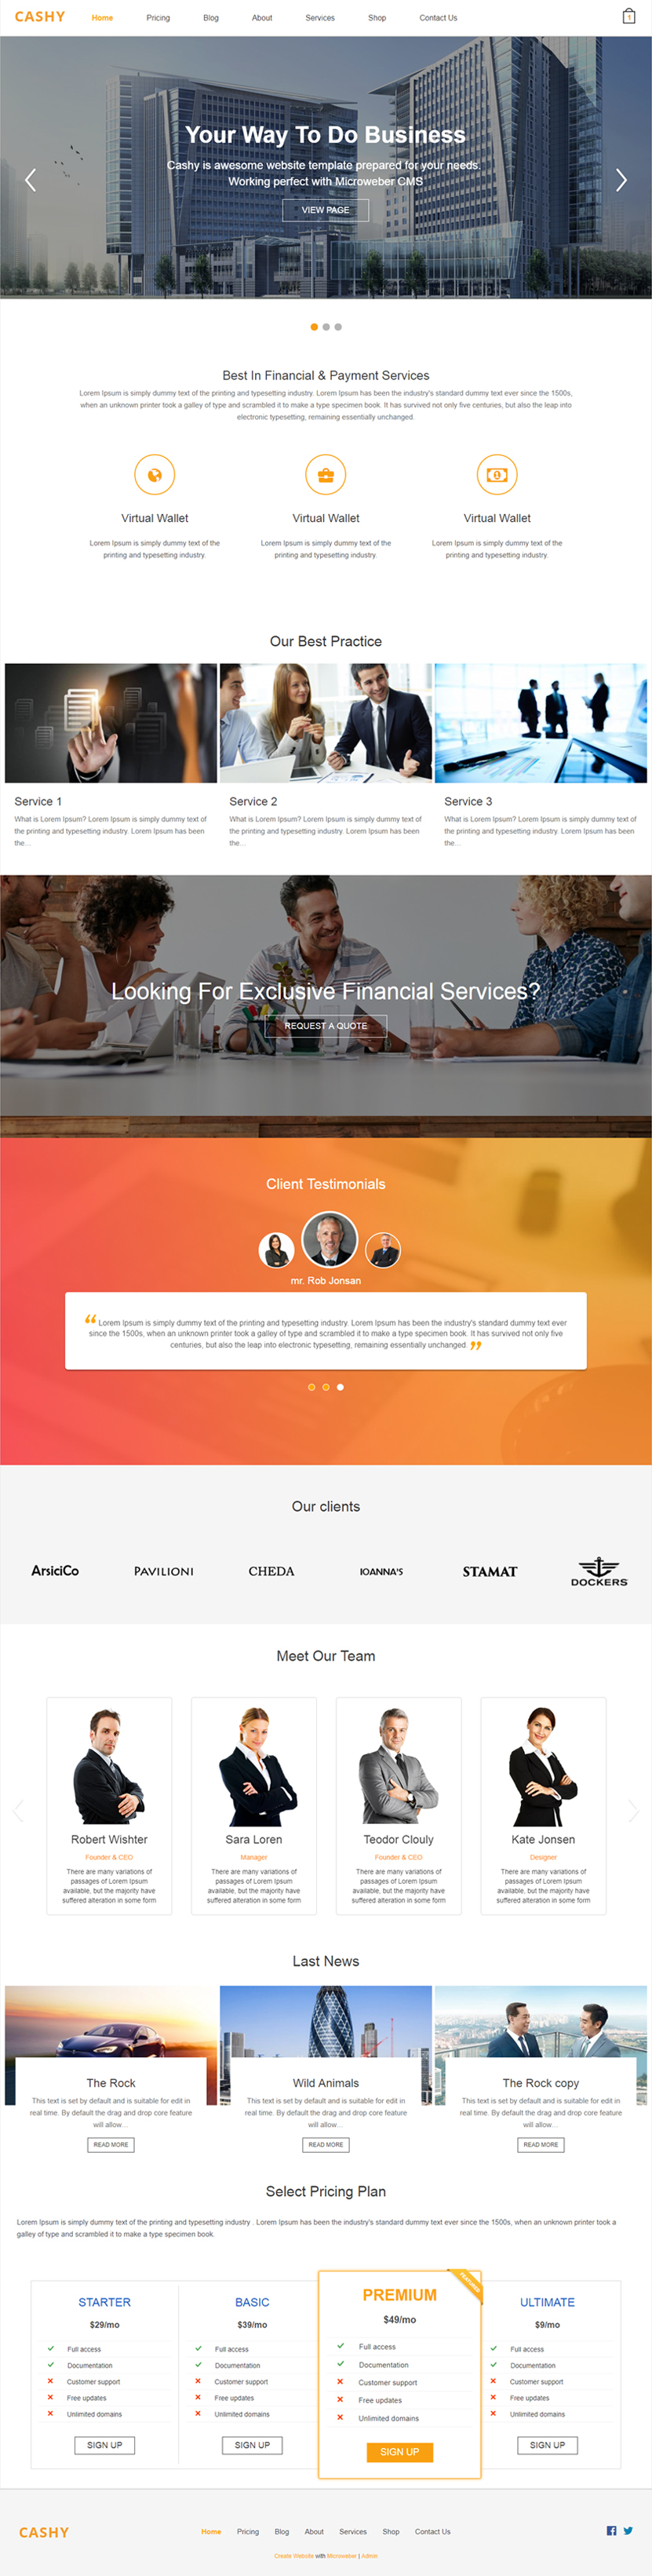 CASHY Home Pricing Blog About Services Shop Contact Us 1
Your Way To Do Business
Cashy is awesome website template prepared for your needs.
Working perfect with Microweber CMS
VIEW PAGE
Best In Financial & Payment Services
Lorem Ipsum is simply dummy text of the printing and typesetting industry. Lorem Ipsum has been the industry's standard dummy text ever since the 1500s,
when an unknown printer took a galley of type and scrambled it to make a type specimen book. It has survived not only five centuries, but also the leap into
electronic typesetting, remaining essentially unchanged.
Virtual Wallet
Lorem Ipsum is simply dummy text of the
printing and typesetting industry.
Virtual Wallet
Lorem Ipsum is simply dummy text of the
printing and typesetting industry.
Virtual Wallet
Lorem Ipsum is simply dummy text of the
printing and typesetting industry.
Our Best Practice
Service 1
What is Lorem Ipsum? Lorem Ipsum is simply dummy text of
the printing and typesetting industry. Lorem Ipsum has been
the...
Service 2
What is Lorem Ipsum? Lorem Ipsum is simply dummy text of
the printing and typesetting industry. Lorem Ipsum has been
the...
Service 3
What is Lorem Ipsum? Lorem Ipsum is simply dummy text of
the printing and typesetting industry. Lorem Ipsum has been
the...
Looking For Exclusive Financial Services?
REQUEST A QUOTE
Client Testimonials
mr. Rob Jonsan
“ Lorem Ipsum is simply dummy text of the printing and typesetting industry. Lorem Ipsum has been the industry's standard dummy text ever
since the 1500s, when an unknown printer took a galley of type and scrambled it to make a type specimen book. It has survived not only five
centuries, but also the leap into electronic typesetting, remaining essentially unchanged. ”
Our clients
ArsiciCo PAVILIONI CHEDA IOANNA'S STAMAT DOCKERS
Meet Our Team
Robert Wishter
Founder & CEO
There are many variations of
passages of Lorem Ipsum
available, but the majority have
suffered alteration in some form
Sara Loren
Manager
There are many variations of
passages of Lorem Ipsum
available, but the majority have
suffered alteration in some form
Teodor Clouly
Founder & CEO
There are many variations of
passages of Lorem Ipsum
available, but the majority have
suffered alteration in some form
Kate Jonsen
Designer
There are many variations of
passages of Lorem Ipsum
available, but the majority have
suffered alteration in some form
Last News
The Rock
This text is set by default and is suitable for edit in
real time. By default the drag and drop core feature
will allow...
READ MORE
Wild Animals
This text is set by default and is suitable for edit in
real time. By default the drag and drop core feature
will allow...
READ MORE
The Rock copy
This text is set by default and is suitable for edit in
real time. By default the drag and drop core feature
will allow...
READ MORE
Select Pricing Plan
Lorem Ipsum is simply dummy text of the printing and typesetting industry . Lorem Ipsum has been the industry's standard dummy text ever since the 1500s, when an unknown printer took a
galley of type and scrambled it to make a type specimen book.
STARTER
$29/mo
Full access
Documentation
Customer support
Free updates
Unlimited domains
SIGN UP
BASIC
$39/mo
Full access
Documentation
Customer support
Free updates
Unlimited domains
SIGN UP
FEATURED
PREMIUM
$49/mo
Full access
Documentation
Customer support
Free updates
Unlimited domains
SIGN UP
ULTIMATE
$9/mo
Full access
Documentation
Customer support
Free updates
Unlimited domains
SIGN UP
CASHY Home Pricing Blog About Services Shop Contact Us
Create Website with Microweber | Admin